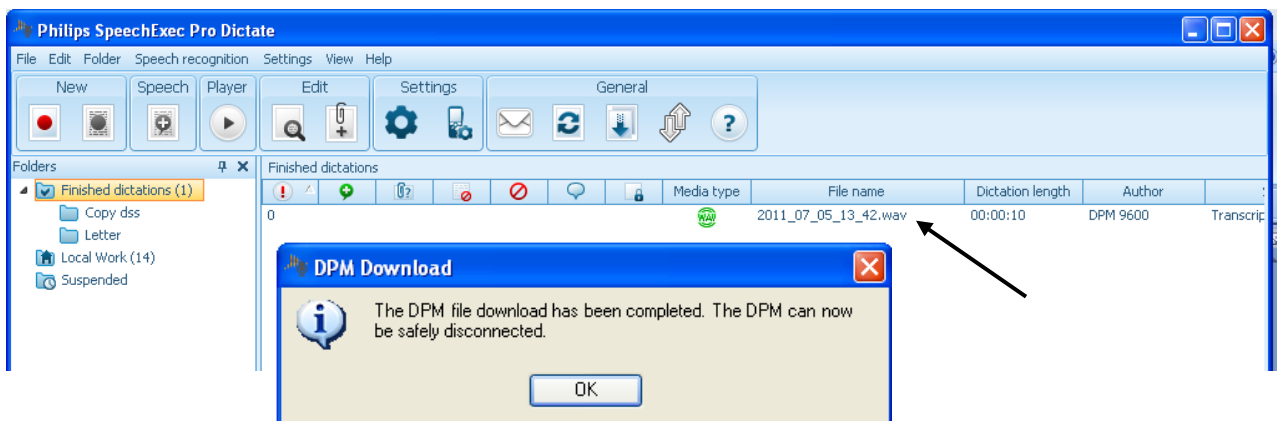 Philips SpeechExec Pro Dictate
File Edit Folder Speech recognition Settings View Help
New Speech Player Edit Settings General
Folders Finished dictations
Finished dictations (1) Media type File name Dictation length Author
Copy dss 0 WAV 2011_07_05_13_42.wav 00:00:10 DPM 9600 Transcrip
Letter
Local Work (14)
Suspended
DPM Download
The DPM file download has been completed. The DPM can now
be safely disconnected.
OK